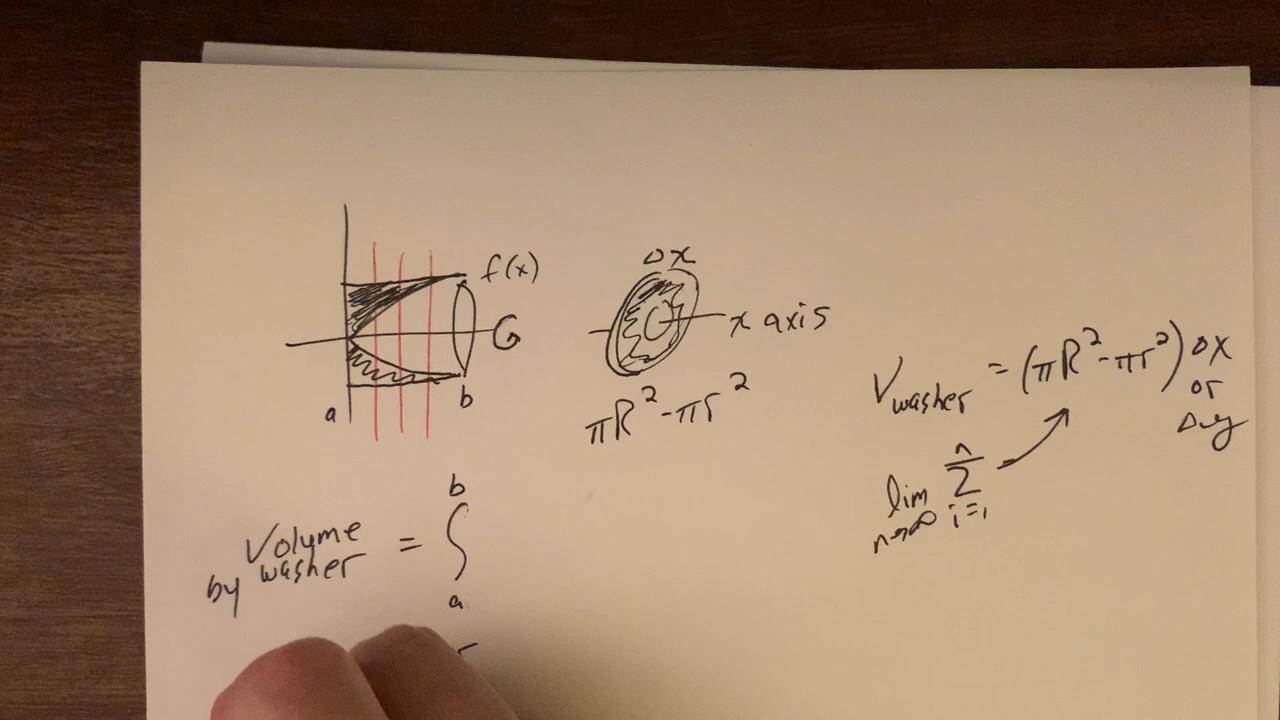 f(x)
a
b
Δx
x axis
πR² - πr²
V washer = (πR² - πr²) Δx
or
Δy
lim n→∞ n Σ i=1
Volume
by washer = ∫ b a